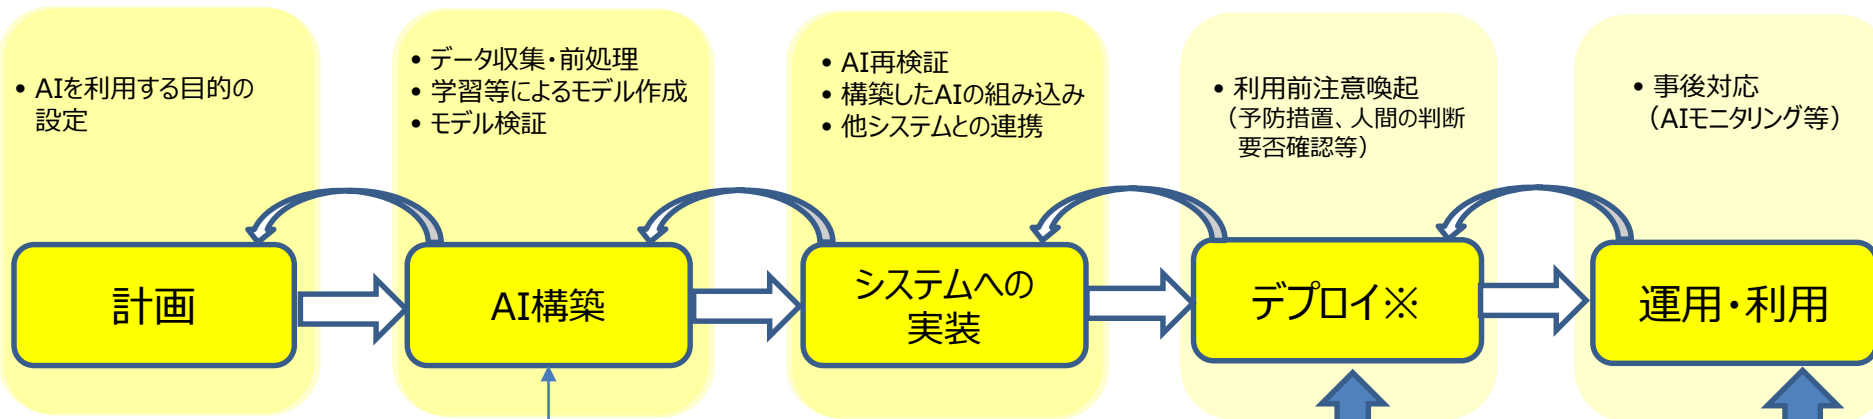 • AIを利用する目的の
設定
計画
• データ収集・前処理
• 学習等によるモデル作成
• モデル検証
AI構築
• AI再検証
• 構築したAIの組み込み
• 他システムとの連携
システムへの
実装
• 利用前注意喚起
（予防措置、人間の判断
要否確認等）
デプロイ※
• 事後対応
（AIモニタリング等）
運用・利用